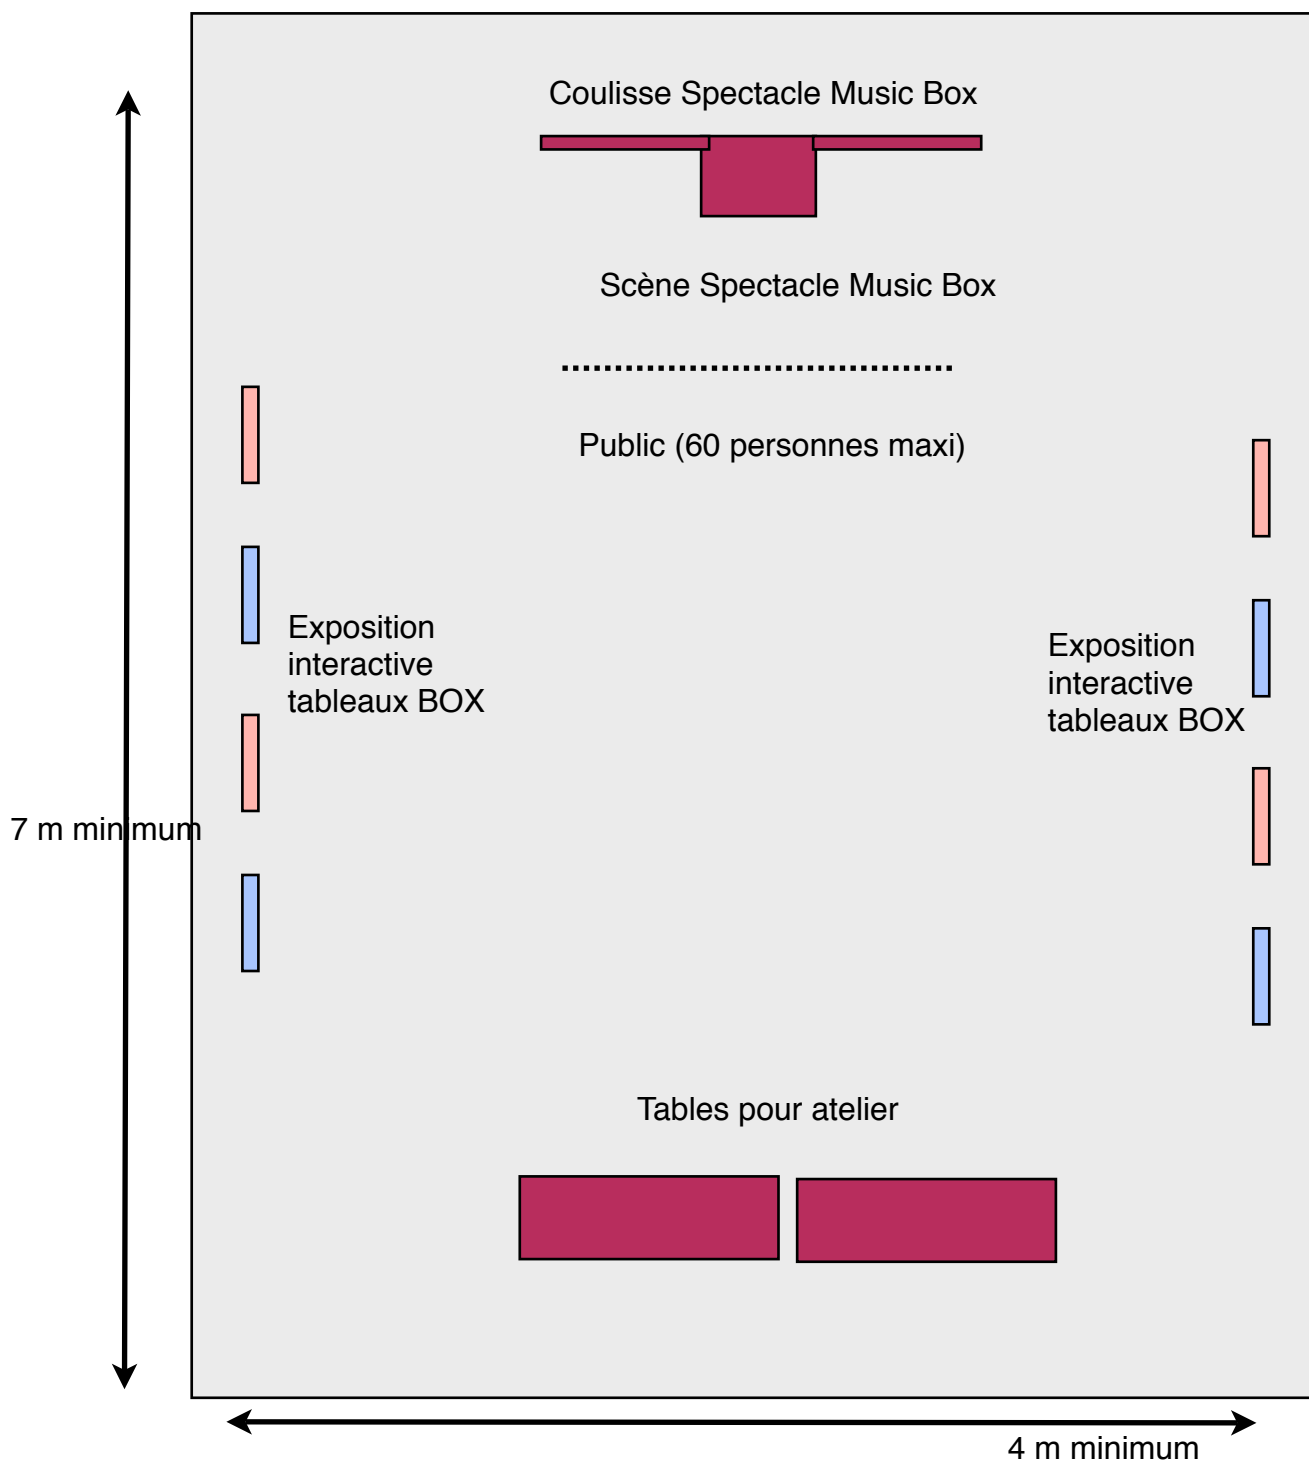 Coulisse Spectacle Music Box
Scène Spectacle Music Box
Public (60 personnes maxi)
Exposition
interactive
tableaux BOX
Exposition
interactive
tableaux BOX
7 m minimum
Tables pour atelier
4 m minimum